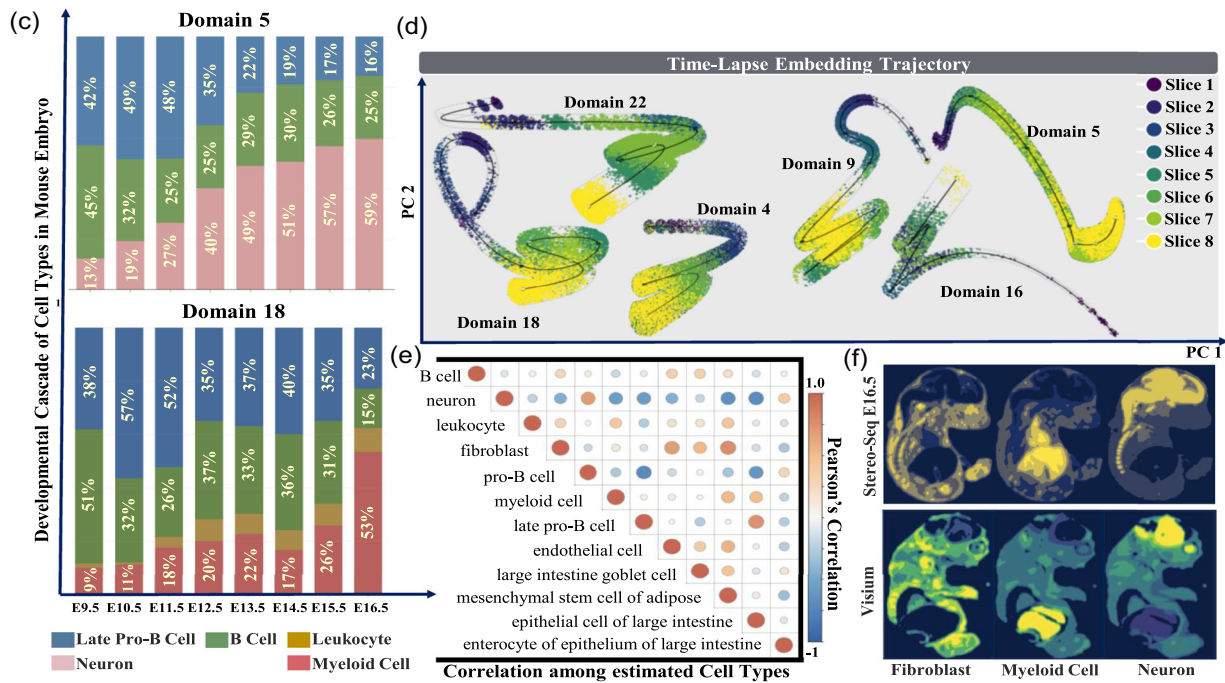 (c)
Developmental Cascade of Cell Types in Mouse Embryo
Domain 5
42% 49% 48% 35% 22% 19% 17% 16%
45% 32% 25% 25% 29% 30% 26% 25%
13% 19% 27% 40% 49% 51% 57% 59%
1
Domain 18
38% 57% 52% 35% 37% 40% 35% 23%
51% 32% 26% 37% 33% 36% 31% 15%
9% 11% 18% 20% 22% 17% 26% 53%
E9.5 E10.5 E11.5 E12.5 E13.5 E14.5 E15.5 E16.5
Late Pro-B Cell B Cell Leukocyte
Neuron Myeloid Cell
(d)
Time-Lapse Embedding Trajectory
PC 2
Domain 22
Domain 18
Domain 4
Domain 9
Domain 16
Domain 5
Slice 1
Slice 2
Slice 3
Slice 4
Slice 5
Slice 6
Slice 7
Slice 8
PC 1
(e)
B cell
neuron
leukocyte
fibroblast
pro-B cell
myeloid cell
late pro-B cell
endothelial cell
large intestine goblet cell
mesenchymal stem cell of adipose
epithelial cell of large intestine
enterocyte of epithelium of large intestine
1.0
Pearson's Correlation
-1
Correlation among estimated Cell Types
(f)
Stereo-Seq E16.5
Visium
Fibroblast Myeloid Cell Neuron